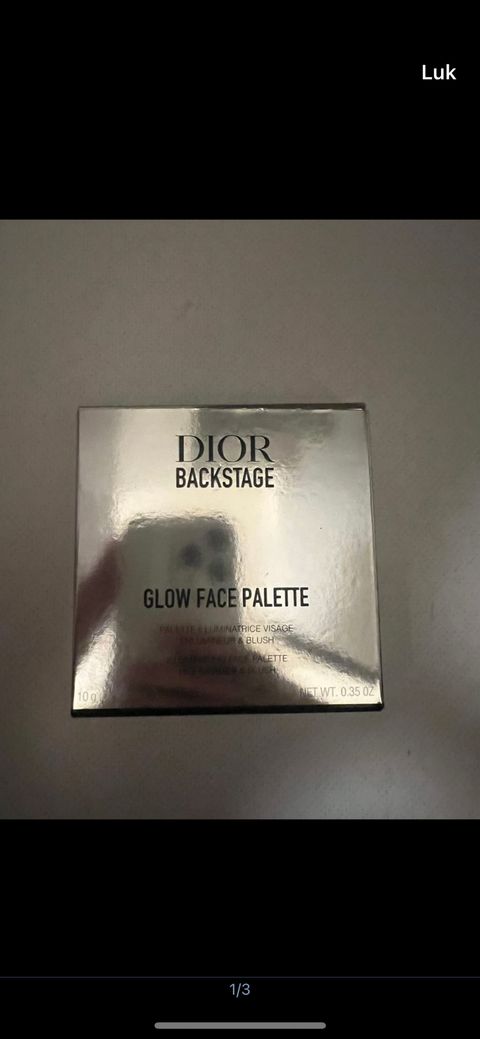 Luk
DIOR
BACKSTAGE
GLOW FACE PALETTE
PALETTE ILLUMINATRICE VISAGE
ENLUMINEUR & BLUSH
FACE PALETTE
& BLUSH
10 g
NET WT. 0.35 OZ
1/3